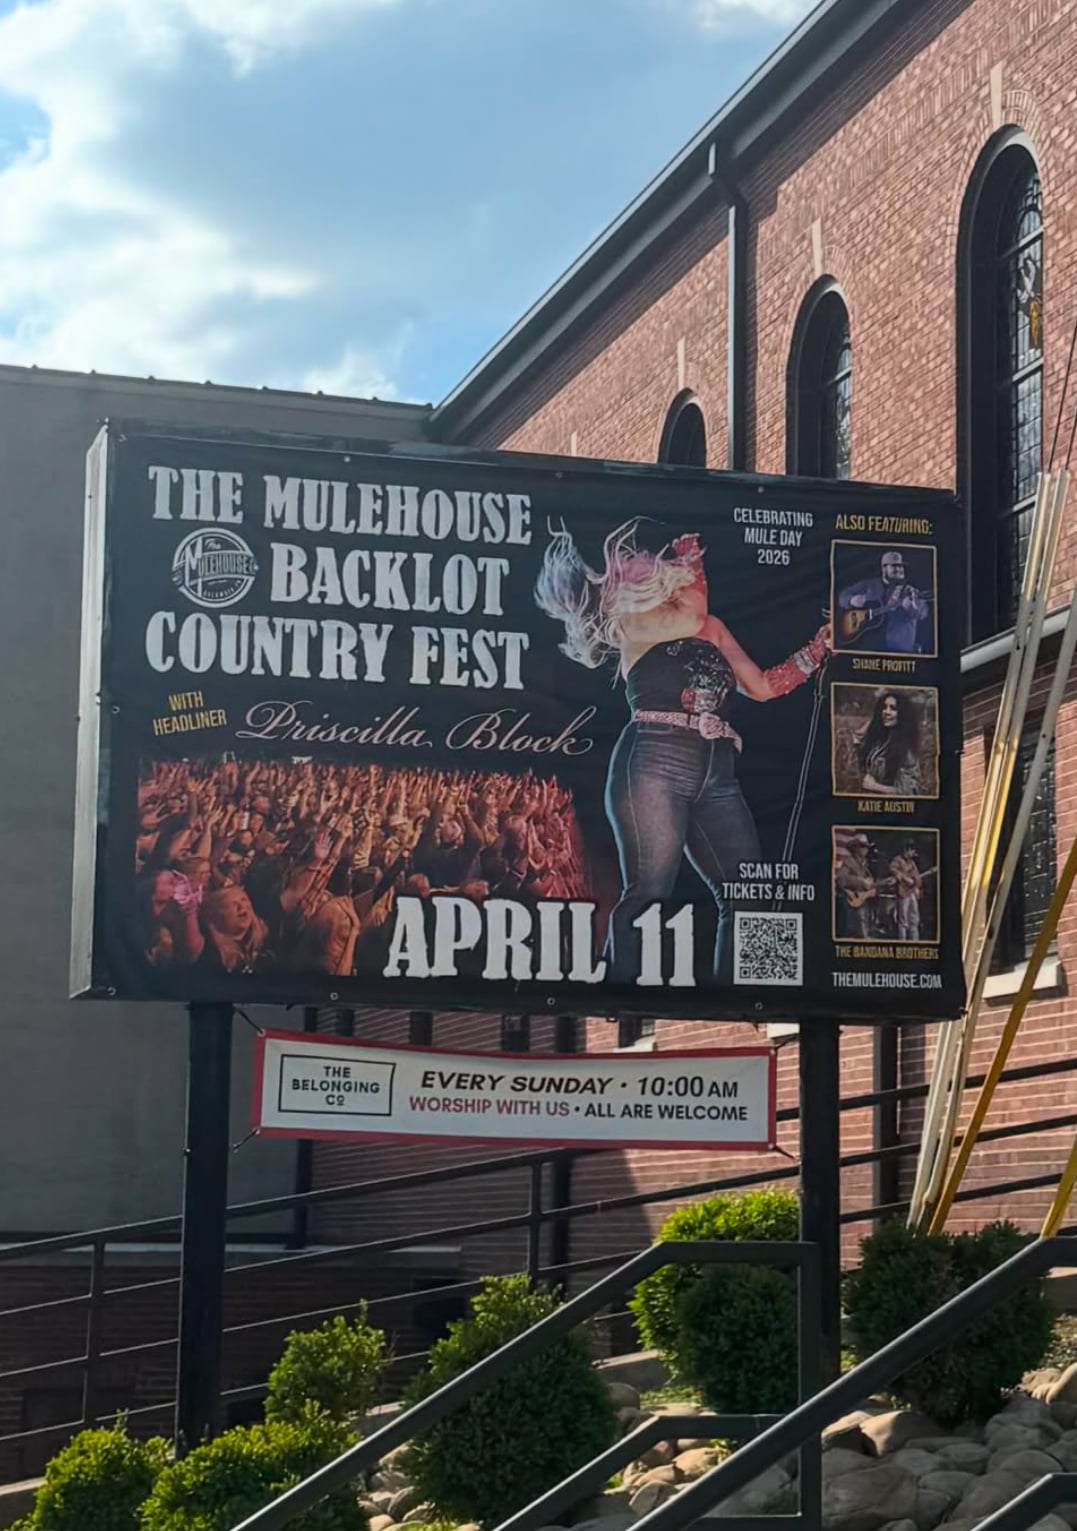 THE MULEHOUSE
BACKLOT
COUNTRY FEST
The
MULEHOUSE
WITH
HEADLINER
Priscilla Block
APRIL 11
CELEBRATING
MULE DAY
2026
SCAN FOR
TICKETS & INFO
ALSO FEATURING:
SHANE PROFITT
KATIE AUSTIN
THE BANDANA BROTHERS
THEMULEHOUSE.COM
THE
BELONGING
CO
EVERY SUNDAY • 10:00 AM
WORSHIP WITH US • ALL ARE WELCOME